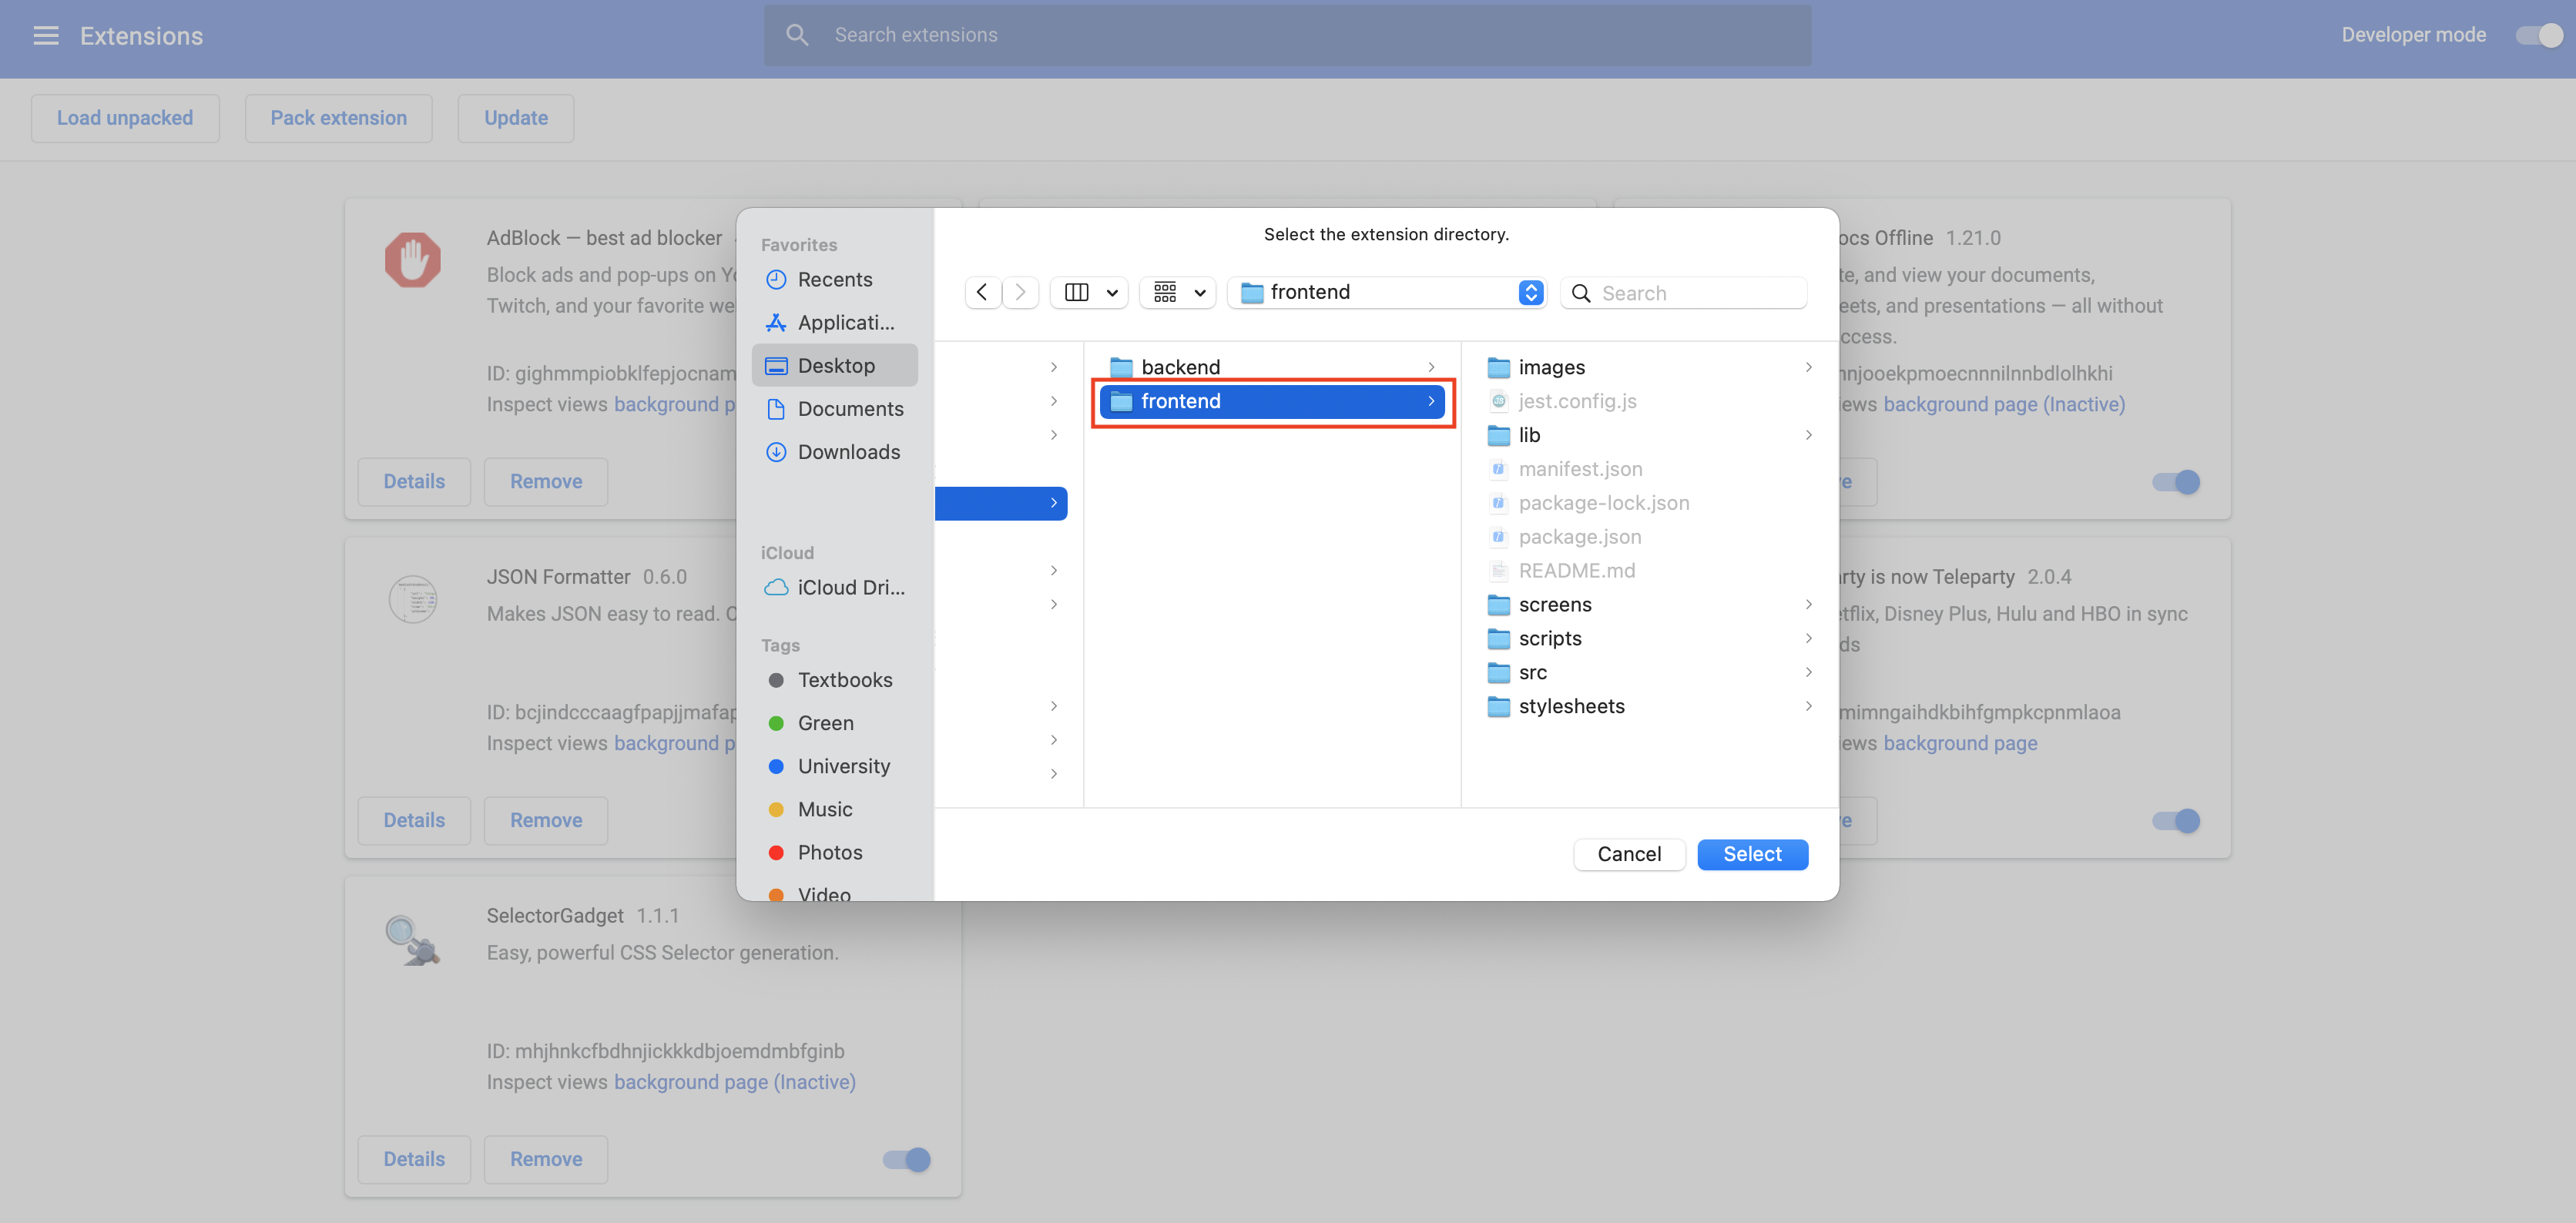 Extensions
Search extensions
Developer mode
Load unpacked
Pack extension
Update
AdBlock — best ad blocker
Block ads and pop-ups on
Twitch, and your favorite
ID: gighmmpiobklfepjocnam
Inspect views background
Details
Remove
JSON Formatter 0.6.0
Makes JSON easy to read.
ID: bcjindcccaagfpapjjmafap
Inspect views background
Details
Remove
SelectorGadget 1.1.1
Easy, powerful CSS Selector generation.
ID: mhjhnkcfbdhnjickkkdbjoemdmbfginb
Inspect views background page (Inactive)
Details
Remove
Favorites
Recents
Applicati...
Desktop
Documents
Downloads
iCloud
iCloud Dri...
Tags
Textbooks
Green
University
Music
Photos
Video
Select the extension directory.
frontend
Search
backend
frontend
images
jest.config.js
lib
manifest.json
package-lock.json
package.json
README.md
screens
scripts
src
stylesheets
Cancel
Select
ocs Offline 1.21.0
te, and view your documents,
eets, and presentations — all without
ccess.
nnjooekpmoecnnnilnnbdlolhkhi
ews background page (Inactive)
rty is now Teleparty 2.0.4
etflix, Disney Plus, Hulu and HBO in sync
ds
mimngaihdkbihfgmpkcpnmlaoa
ews background page